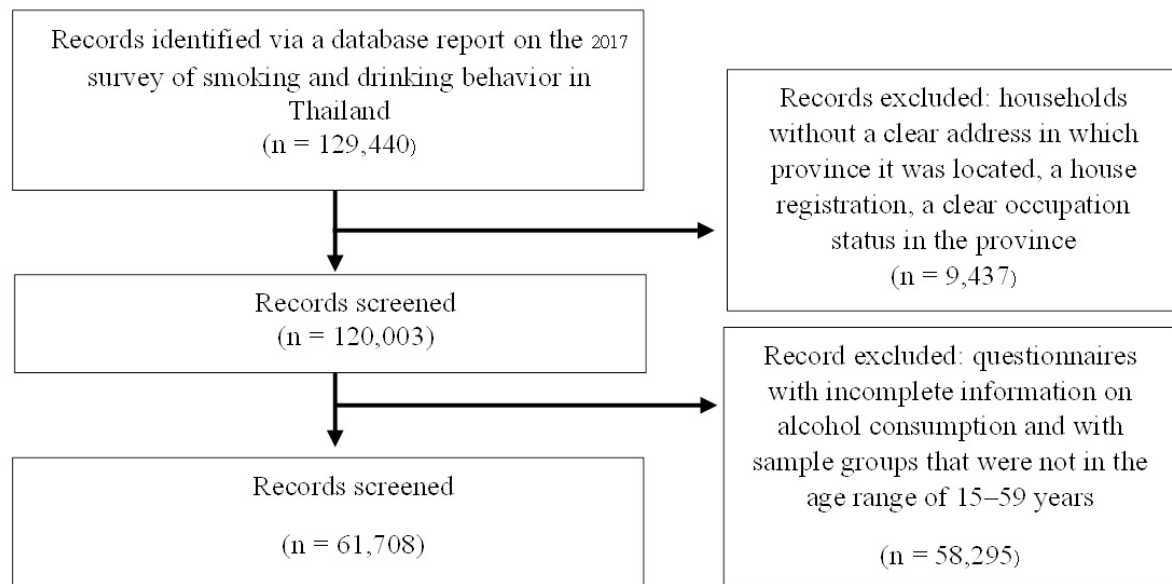 Records identified via a database report on the 2017
survey of smoking and drinking behavior in
Thailand
(n = 129,440)
Records excluded: households
without a clear address in which
province it was located, a house
registration, a clear occupation
status in the province
(n = 9,437)
Records screened
(n = 120,003)
Record excluded: questionnaires
with incomplete information on
alcohol consumption and with
sample groups that were not in the
age range of 15–59 years
(n = 58,295)
Records screened
(n = 61,708)